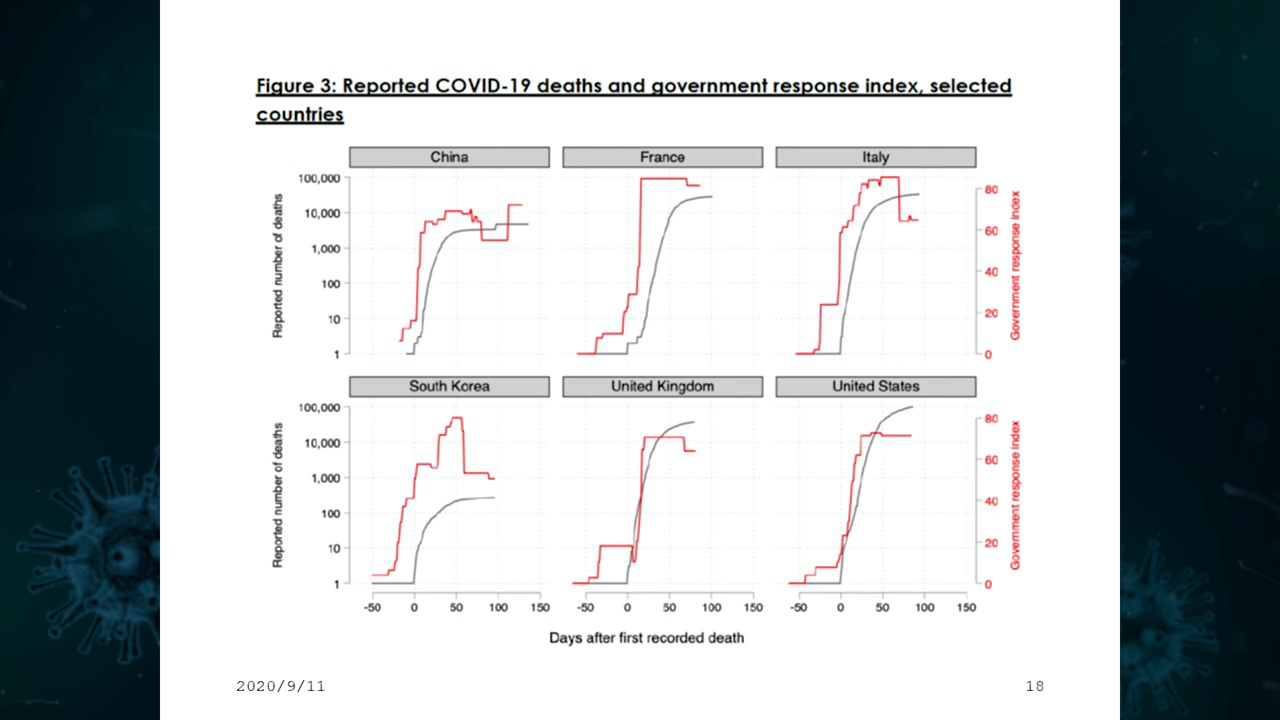 Figure 3: Reported COVID-19 deaths and government response index, selected
countries
China
France
Italy
100,000
10,000
1,000
100
10
1
Reported number of deaths
80
60
40
20
0
Government response index
South Korea
United Kingdom
United States
100,000
10,000
1,000
100
10
1
Reported number of deaths
80
60
40
20
0
Government response index
-50 0 50 100 150
-50 0 50 100 150
-50 0 50 100 150
Days after first recorded death
2020/9/11
18